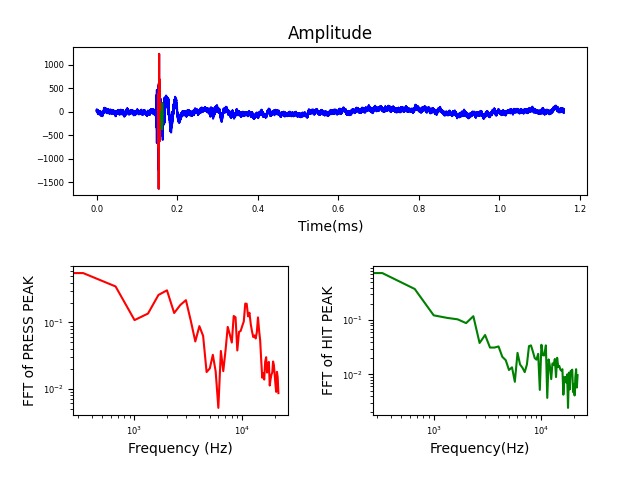 Amplitude
1000
500
0
−500
−1000
−1500
0.0 0.2 0.4 0.6 0.8 1.0 1.2
Time(ms)
FFT of PRESS PEAK
10⁻¹
10⁻²
10³ 10⁴
Frequency (Hz)
FFT of HIT PEAK
10⁻¹
10⁻²
10³ 10⁴
Frequency(Hz)